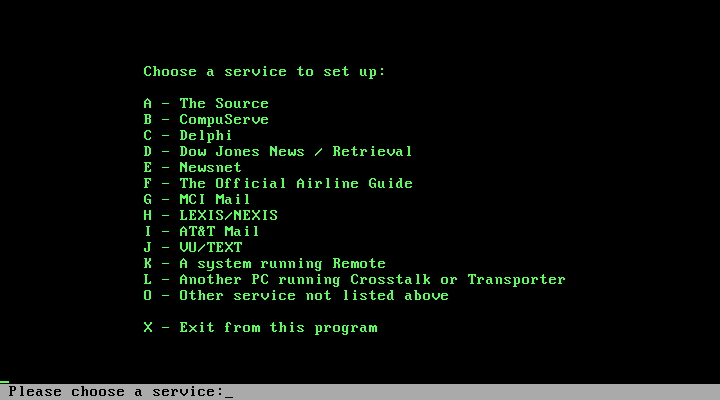 Choose a service to set up:
A - The Source
B - CompuServe
C - Delphi
D - Dow Jones News / Retrieval
E - Newsnet
F - The Official Airline Guide
G - MCI Mail
H - LEXIS/NEXIS
I - AT&T Mail
J - VU/TEXT
K - A system running Remote
L - Another PC running Crosstalk or Transporter
O - Other service not listed above
X - Exit from this program
Please choose a service:_